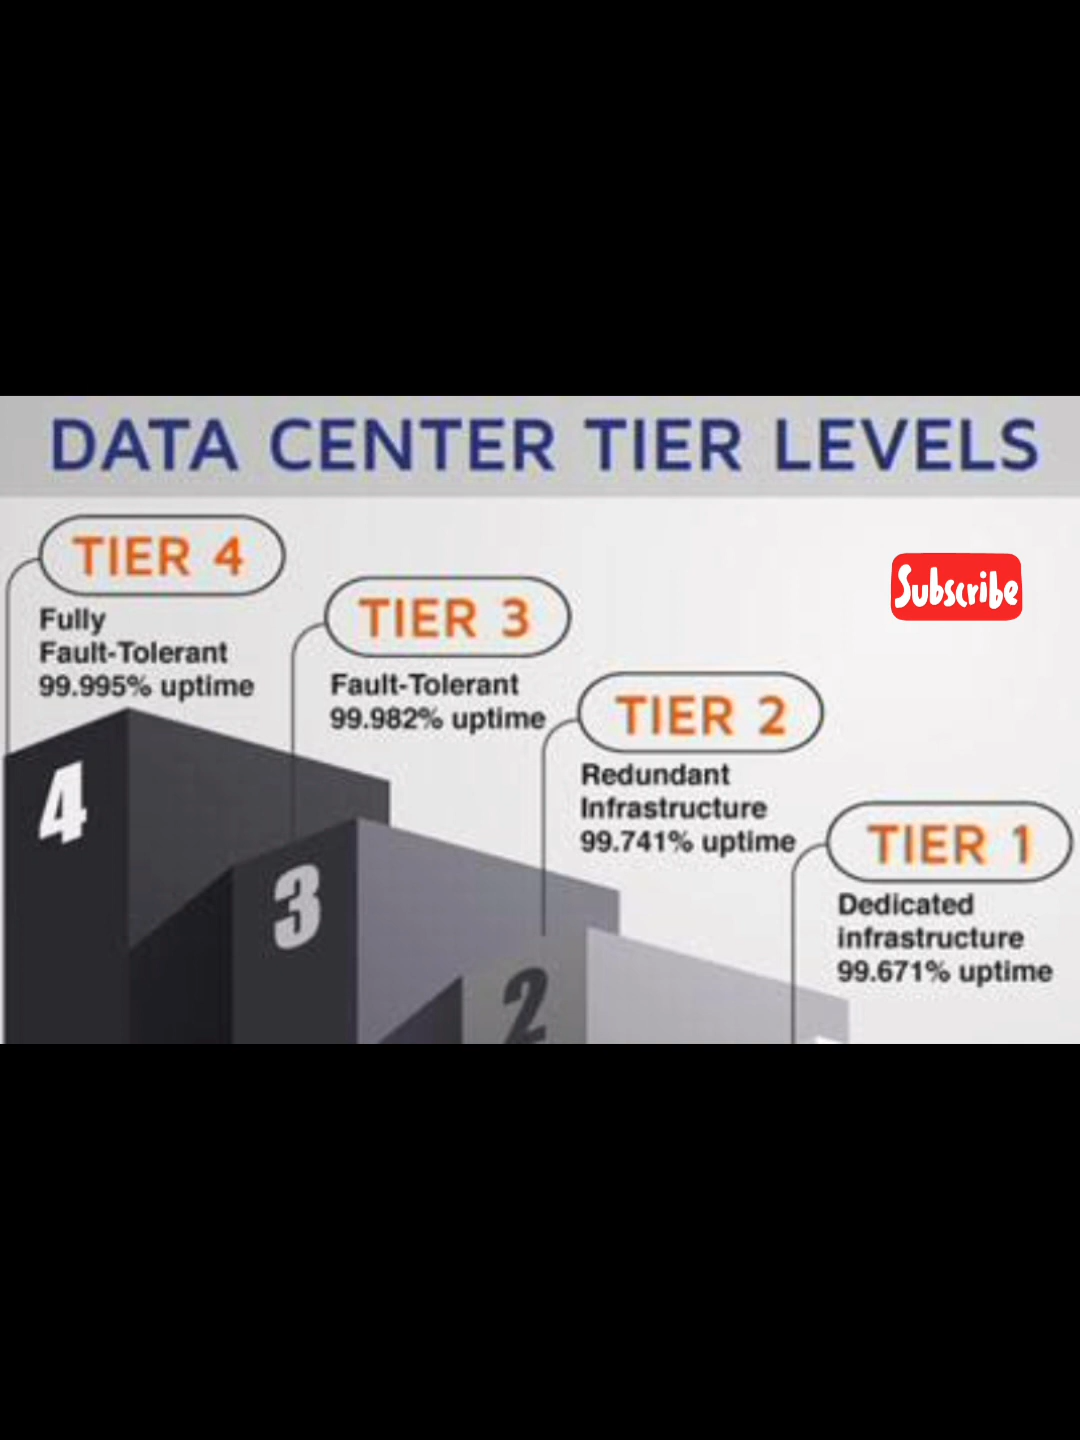 DATA CENTER TIER LEVELS
TIER 4
Fully
Fault-Tolerant
99.995% uptime
TIER 3
Fault-Tolerant
99.982% uptime
Subscribe
TIER 2
Redundant
Infrastructure
99.741% uptime
TIER 1
Dedicated
infrastructure
99.671% uptime
4
3
2